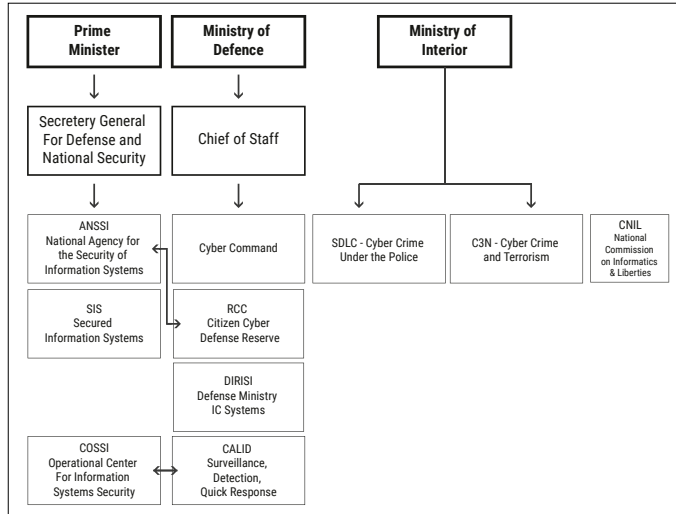 Prime
Minister
Ministry of
Defence
Ministry of
Interior
Secretery General
For Defense and
National Security
Chief of Staff
ANSSI
National Agency for
the Security of
Information Systems
Cyber Command
SDLC - Cyber Crime
Under the Police
C3N - Cyber Crime
and Terrorism
CNIL
National
Commission
on Informatics
& Liberties
SIS
Secured
Information Systems
RCC
Citizen Cyber
Defense Reserve
DIRISI
Defense Ministry
IC Systems
COSSI
Operational Center
For Information
Systems Security
CALID
Surveillance,
Detection,
Quick Response